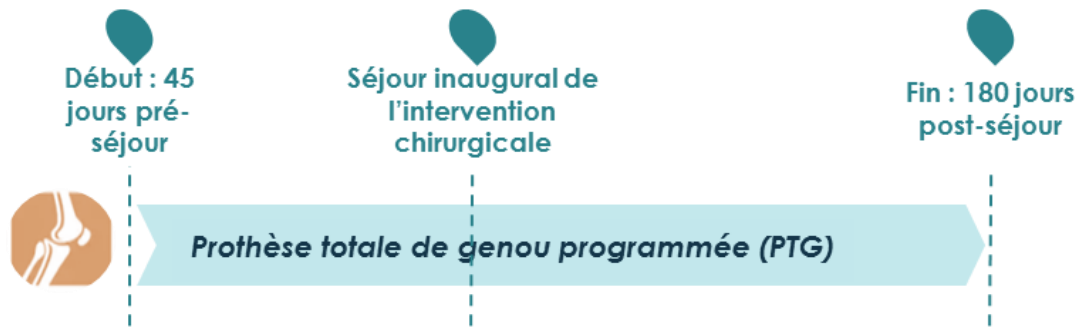 Début : 45
jours pré-
séjour
Séjour inaugural de
l'intervention
chirurgicale
Fin : 180 jours
post-séjour
Prothèse totale de genou programmée (PTG)